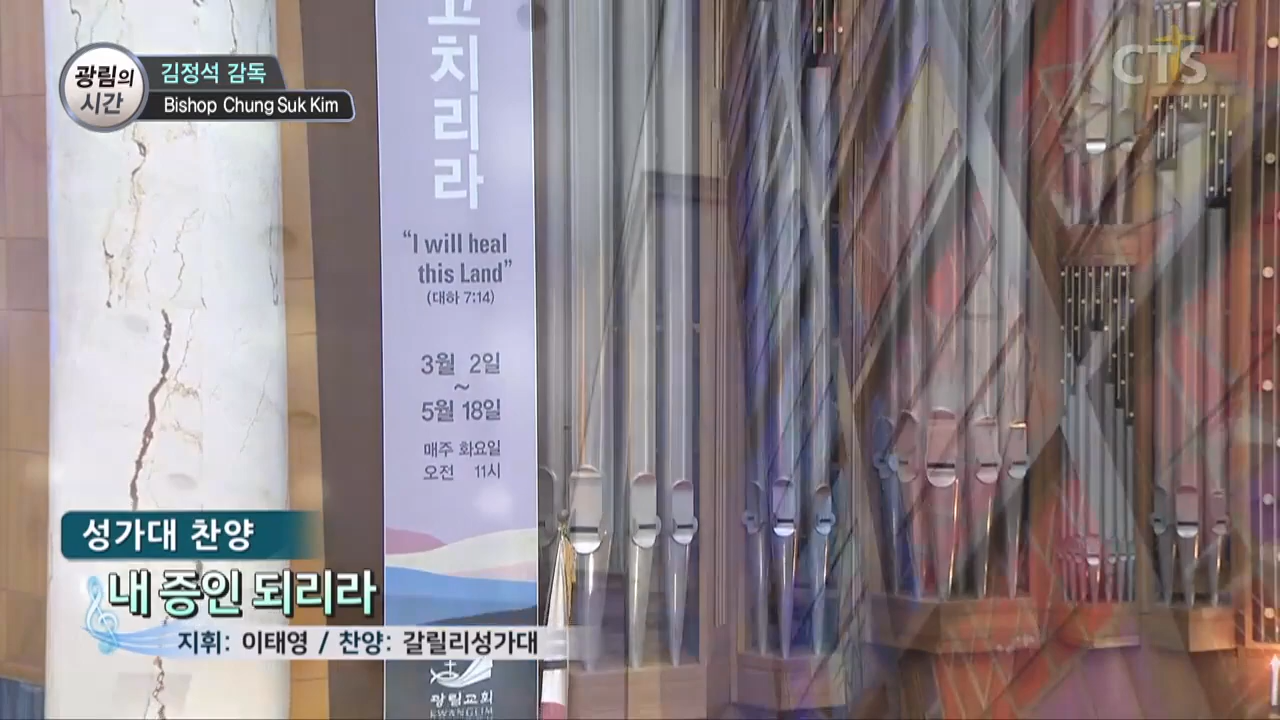 광림의
시간
김정석 감독
Bishop Chung Suk Kim
CTS
고치리라
“I will heal
this Land”
(대하 7:14)
3월 2일
~
5월 18일
매주 화요일
오전 11시
성가대 찬양
내 증인 되리라
지휘: 이태영 / 찬양: 갈릴리성가대
광림교회
KWANGLIM